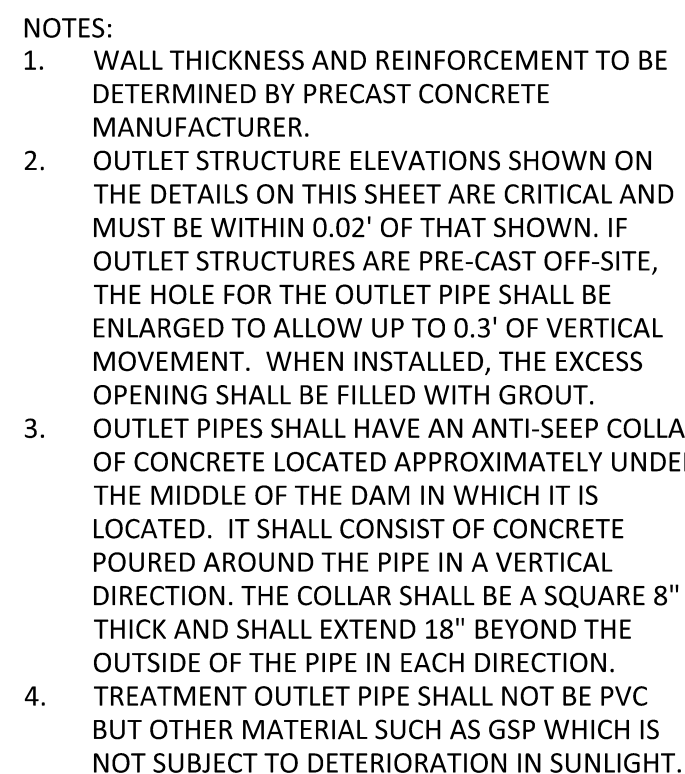 NOTES:
1. WALL THICKNESS AND REINFORCEMENT TO BE
DETERMINED BY PRECAST CONCRETE
MANUFACTURER.
2. OUTLET STRUCTURE ELEVATIONS SHOWN ON
THE DETAILS ON THIS SHEET ARE CRITICAL AND
MUST BE WITHIN 0.02' OF THAT SHOWN. IF
OUTLET STRUCTURES ARE PRE-CAST OFF-SITE,
THE HOLE FOR THE OUTLET PIPE SHALL BE
ENLARGED TO ALLOW UP TO 0.3' OF VERTICAL
MOVEMENT.  WHEN INSTALLED, THE EXCESS
OPENING SHALL BE FILLED WITH GROUT.
3. OUTLET PIPES SHALL HAVE AN ANTI-SEEP COLLA
OF CONCRETE LOCATED APPROXIMATELY UNDE
THE MIDDLE OF THE DAM IN WHICH IT IS
LOCATED.  IT SHALL CONSIST OF CONCRETE
POURED AROUND THE PIPE IN A VERTICAL
DIRECTION. THE COLLAR SHALL BE A SQUARE 8"
THICK AND SHALL EXTEND 18" BEYOND THE
OUTSIDE OF THE PIPE IN EACH DIRECTION.
4. TREATMENT OUTLET PIPE SHALL NOT BE PVC
BUT OTHER MATERIAL SUCH AS GSP WHICH IS
NOT SUBJECT TO DETERIORATION IN SUNLIGHT.